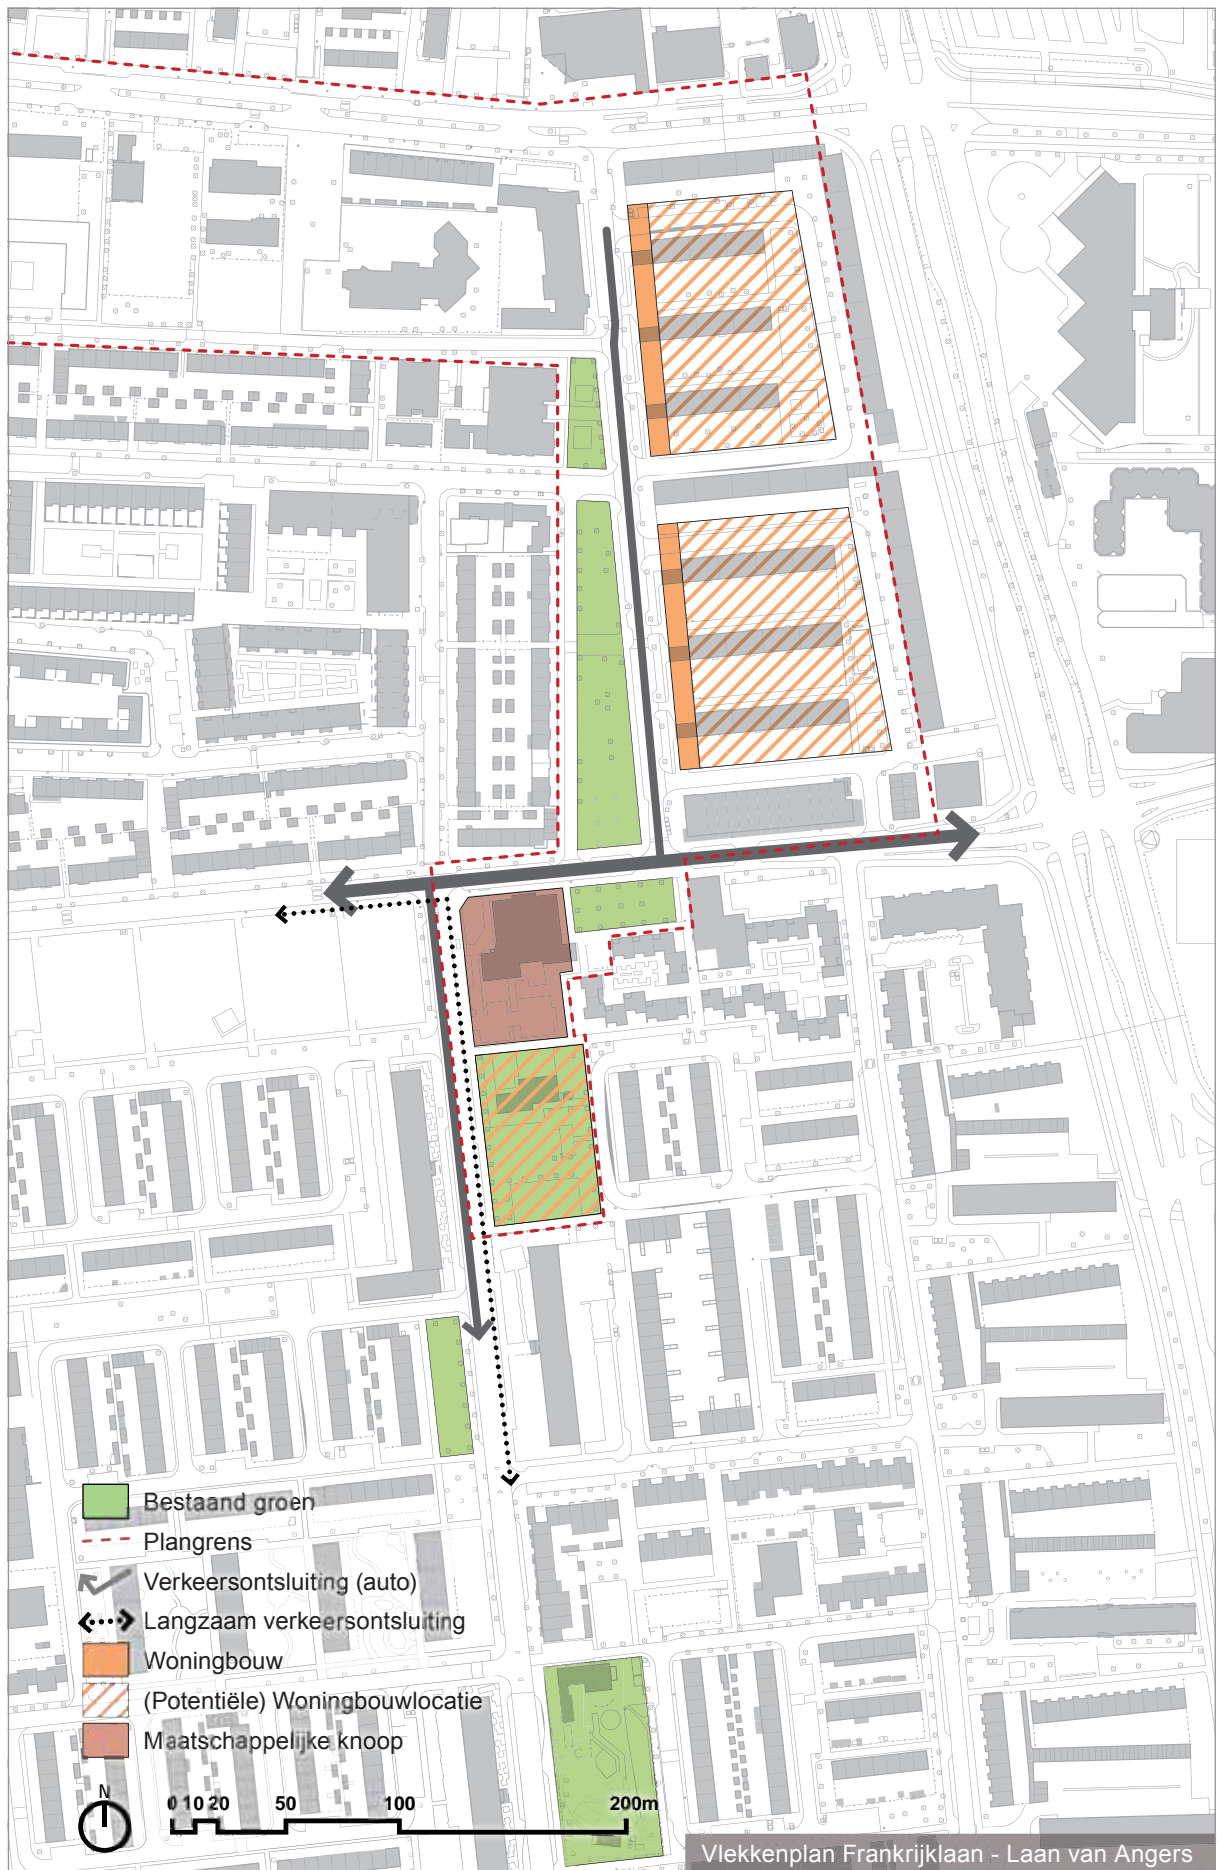 Bestaand groen
Plangrens
Verkeersontsluiting (auto)
Langzaam verkeersontsluiting
Woningbouw
(Potentiële) Woningbouwlocatie
Maatschappelijke knoop
N
0 10 20 50 100 200m
Vlekkenplan Frankrijklaan - Laan van Angers